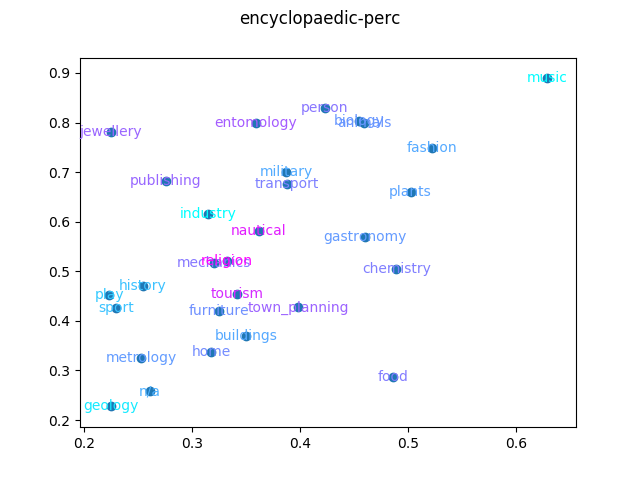 encyclopaedic-perc
0.9
music
person
0.8
entomology
biology
animals
jewellery
fashion
0.7
military
publishing
transport
plants
0.6
industry
nautical
gastronomy
0.5
mechanics
religion
chemistry
history
play
tourism
sport
furniture
town_planning
0.4
buildings
home
metrology
0.3
food
n/a
geology
0.2
0.2 0.3 0.4 0.5 0.6